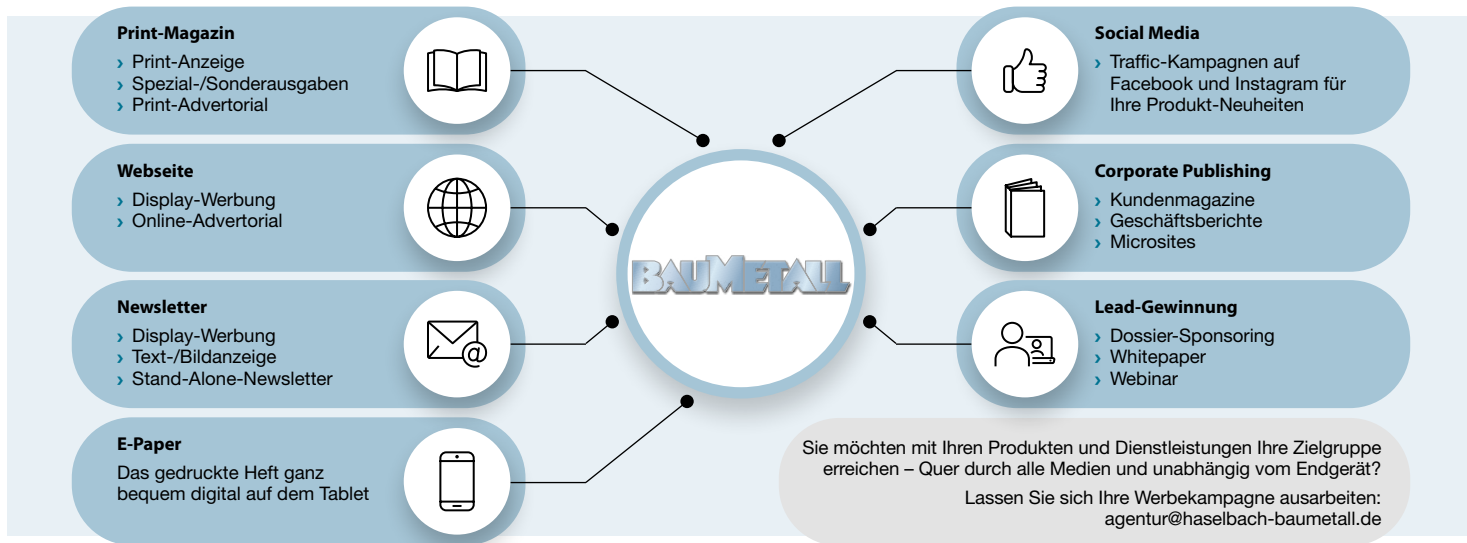 Print-Magazin
› Print-Anzeige
› Spezial-/Sonderausgaben
› Print-Advertorial
Webseite
› Display-Werbung
› Online-Advertorial
Newsletter
› Display-Werbung
› Text-/Bildanzeige
› Stand-Alone-Newsletter
@
E-Paper
Das gedruckte Heft ganz
bequem digital auf dem Tablet
BAUMETALL
Social Media
› Traffic-Kampagnen auf
Facebook und Instagram für
Ihre Produkt-Neuheiten
Corporate Publishing
› Kundenmagazine
› Geschäftsberichte
› Microsites
Lead-Gewinnung
› Dossier-Sponsoring
› Whitepaper
› Webinar
Sie möchten mit Ihren Produkten und Dienstleistungen Ihre Zielgruppe
erreichen – Quer durch alle Medien und unabhängig vom Endgerät?
Lassen Sie sich Ihre Werbekampagne ausarbeiten:
agentur@haselbach-baumetall.de